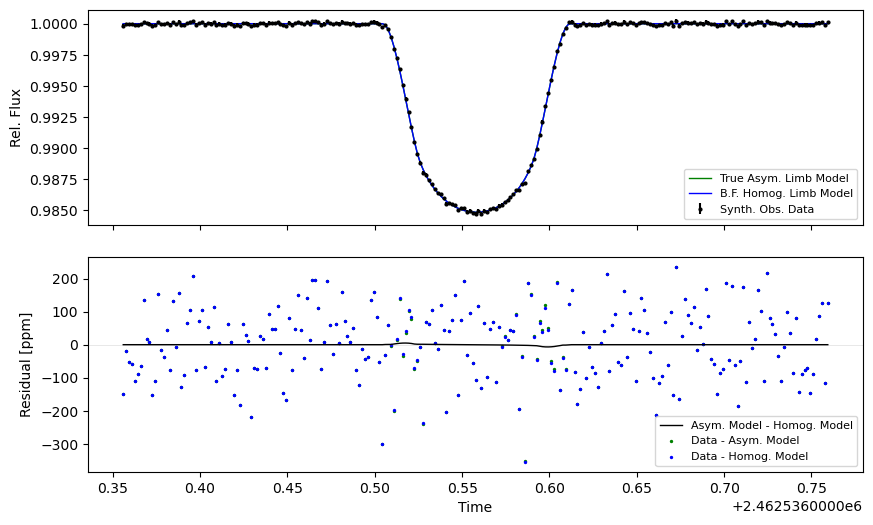 1.0000
0.9975
0.9950
0.9925
0.9900
0.9875
0.9850
Rel. Flux
True Asym. Limb Model
B.F. Homog. Limb Model
Synth. Obs. Data
200
100
0
−100
−200
−300
Residual [ppm]
Asym. Model - Homog. Model
Data - Asym. Model
Data - Homog. Model
0.35 0.40 0.45 0.50 0.55 0.60 0.65 0.70 0.75
Time
+2.4625360000e6